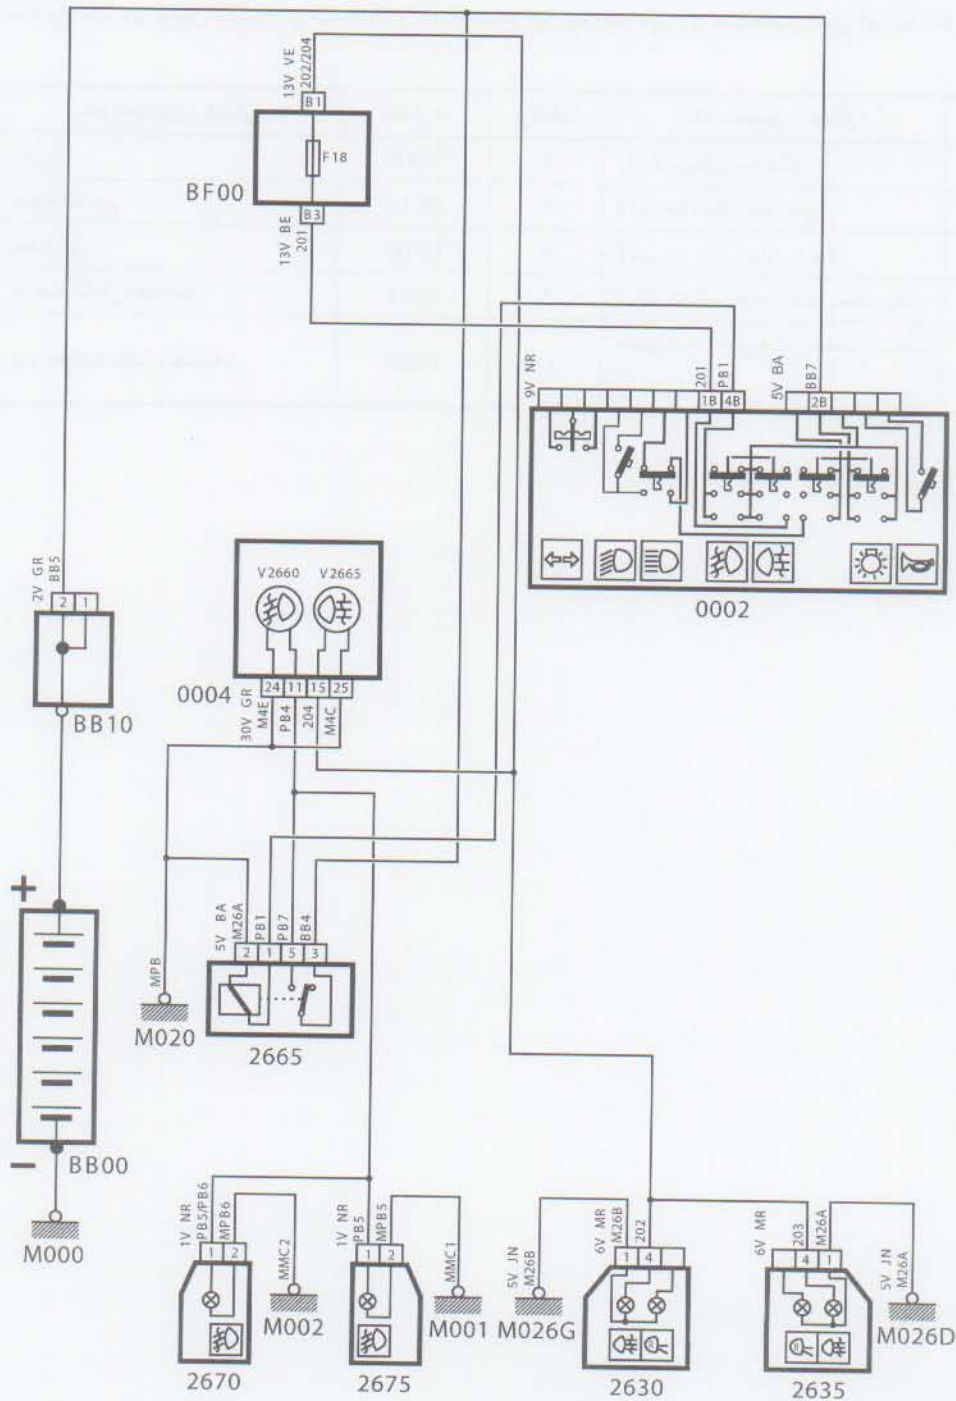 13V VE
202/204
B1
F18
BF00
B3
13V BE
201
9V NR
201
PB1
5V BA
BB7
1B
4B
2B
0002
2V GR
BB5
2
1
BB10
V2660
V2665
0004
24
11
15
25
30V GR
M4E
PB4
204
M4C
5V BA
M26A
PB1
PB7
BB4
2
1
5
3
MPB
M020
2665
+
−
BB00
M000
1V NR
PB5/PB6
MPB6
1
2
MMC2
M002
2670
1V NR
PB5
MPB5
1
2
MMC1
M001
2675
5V JN
M26B
M026G
6V MR
M26B
202
1
4
2630
6V MR
203
M26A
4
1
5V JN
M26A
M026D
2635